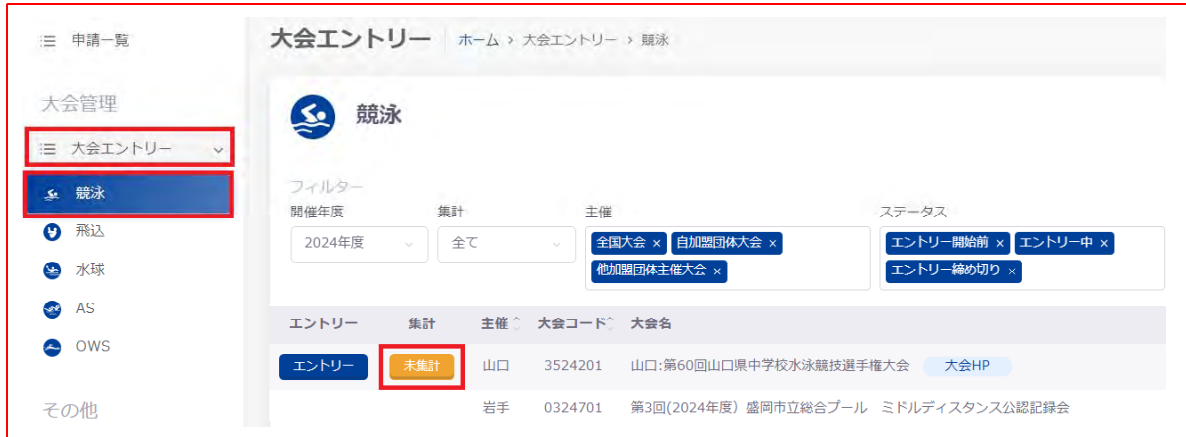 申請一覧
大会管理
大会エントリー
競泳
飛込
水球
AS
OWS
その他
大会エントリー ホーム › 大会エントリー › 競泳
競泳
フィルター
開催年度 集計 主催 ステータス
2024年度 全て 全国大会 × 自加盟団体大会 × エントリー開始前 × エントリー中 ×
他加盟団体主催大会 × エントリー締め切り ×
エントリー 集計 主催 大会コード 大会名
エントリー 未集計 山口 3524201 山口:第60回山口県中学校水泳競技選手権大会 大会HP
岩手 0324701 第3回(2024年度）盛岡市立総合プール ミドルディスタンス公認記録会